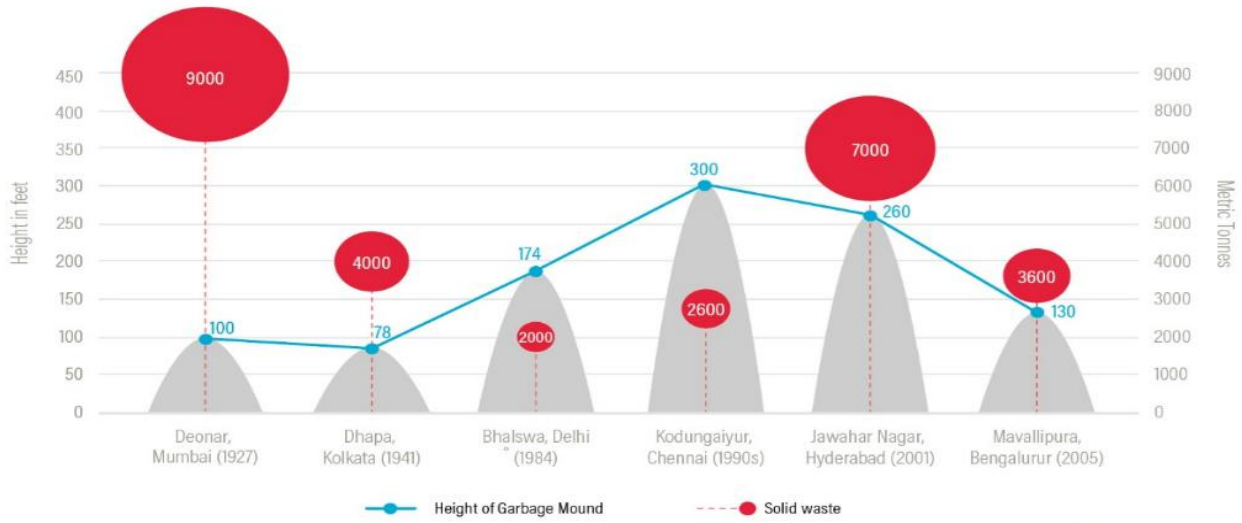 9000
450
400
350
300
250
200
150
100
50
0
Height in feet
9000
8000
7000
6000
5000
4000
3000
2000
1000
0
Metric Tonnes
100
4000
78
174
2000
300
2600
7000
260
3600
130
Deonar,
Mumbai (1927)
Dhapa,
Kolkata (1941)
Bhalswa, Delhi
(1984)
Kodungaiyur,
Chennai (1990s)
Jawahar Nagar,
Hyderabad (2001)
Mavallipura,
Bengalurur (2005)
Height of Garbage Mound
Solid waste